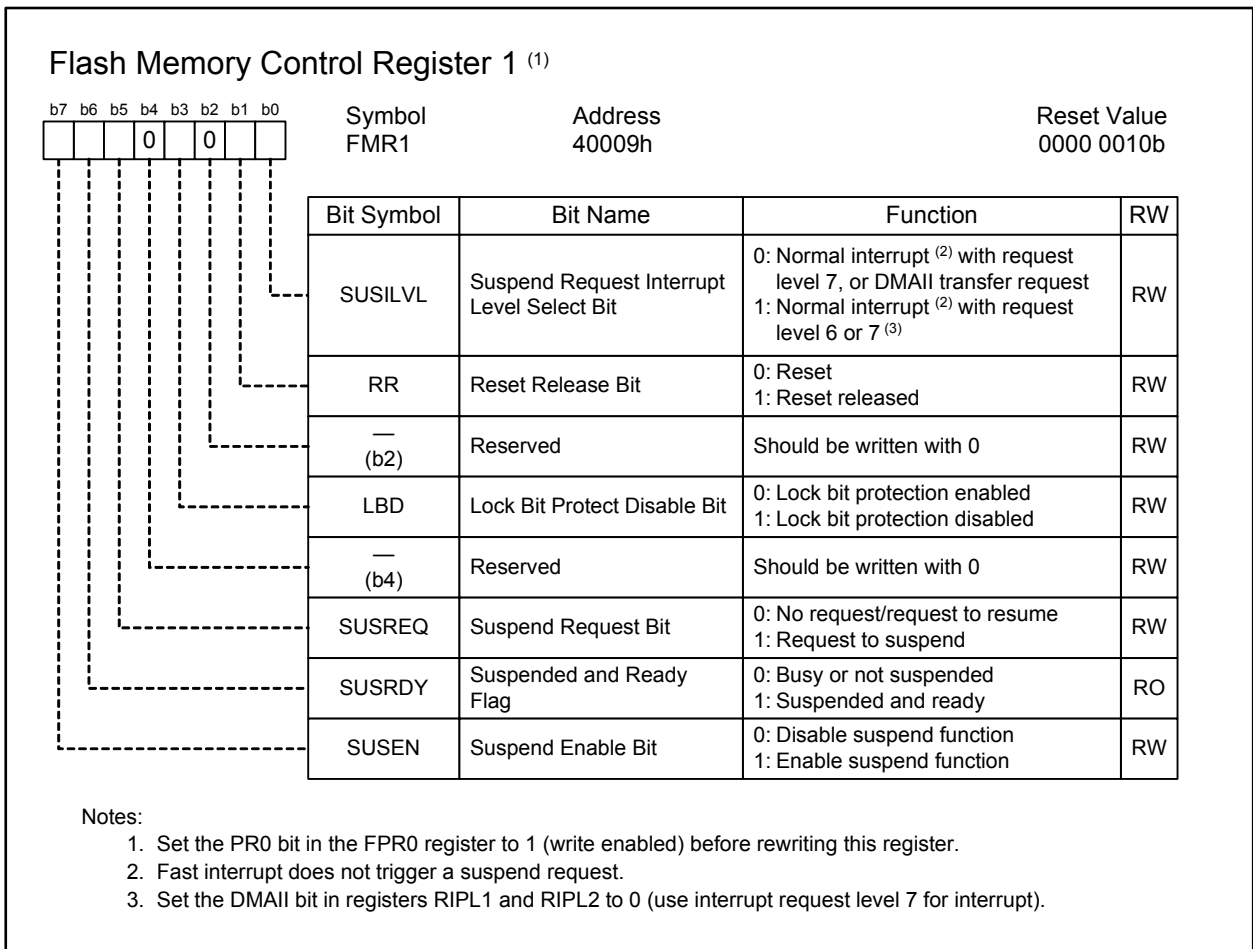 Flash Memory Control Register 1 (1)
b7 b6 b5 b4 b3 b2 b1 b0
0 0
Symbol Address Reset Value
FMR1 40009h 0000 0010b
Bit Symbol Bit Name Function RW
SUSILVL Suspend Request Interrupt Level Select Bit 0: Normal interrupt (2) with request level 7, or DMAII transfer request RW
1: Normal interrupt (2) with request level 6 or 7 (3)
RR Reset Release Bit 0: Reset RW
1: Reset released
— (b2) Reserved Should be written with 0 RW
LBD Lock Bit Protect Disable Bit 0: Lock bit protection enabled RW
1: Lock bit protection disabled
— (b4) Reserved Should be written with 0 RW
SUSREQ Suspend Request Bit 0: No request/request to resume RW
1: Request to suspend
SUSRDY Suspended and Ready Flag 0: Busy or not suspended RO
1: Suspended and ready
SUSEN Suspend Enable Bit 0: Disable suspend function RW
1: Enable suspend function
Notes:
1. Set the PR0 bit in the FPR0 register to 1 (write enabled) before rewriting this register.
2. Fast interrupt does not trigger a suspend request.
3. Set the DMAII bit in registers RIPL1 and RIPL2 to 0 (use interrupt request level 7 for interrupt).